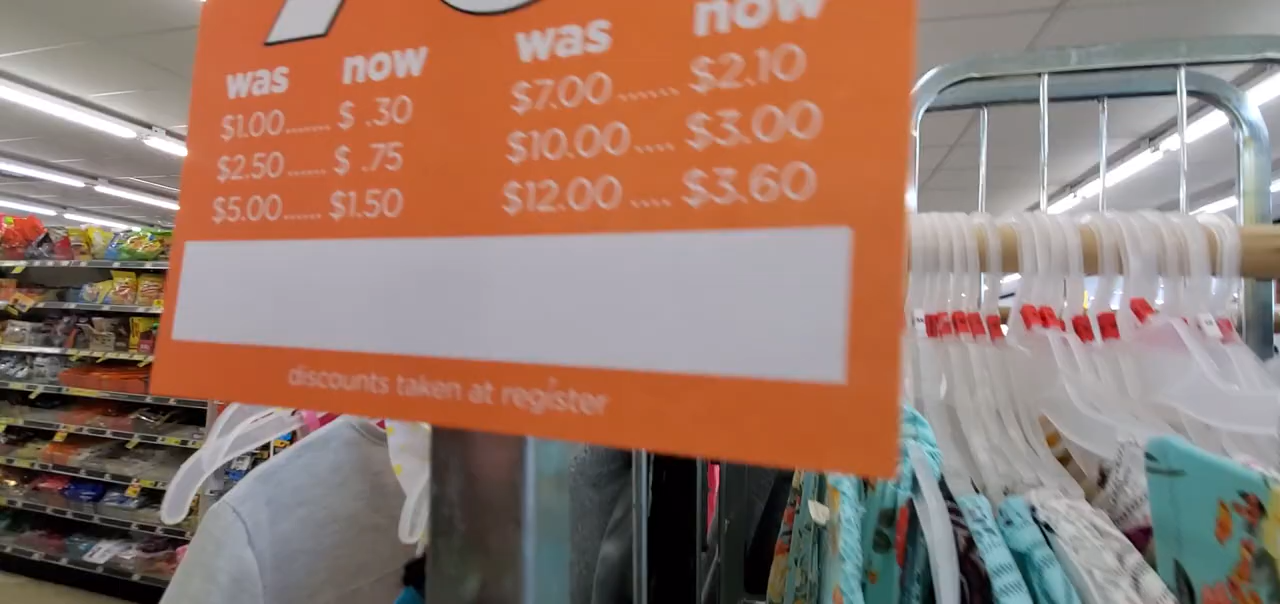 was now
$1.00...... $ .30
$2.50...... $ .75
$5.00...... $1.50
was now
$7.00...... $2.10
$10.00.... $3.00
$12.00.... $3.60
discounts taken at register